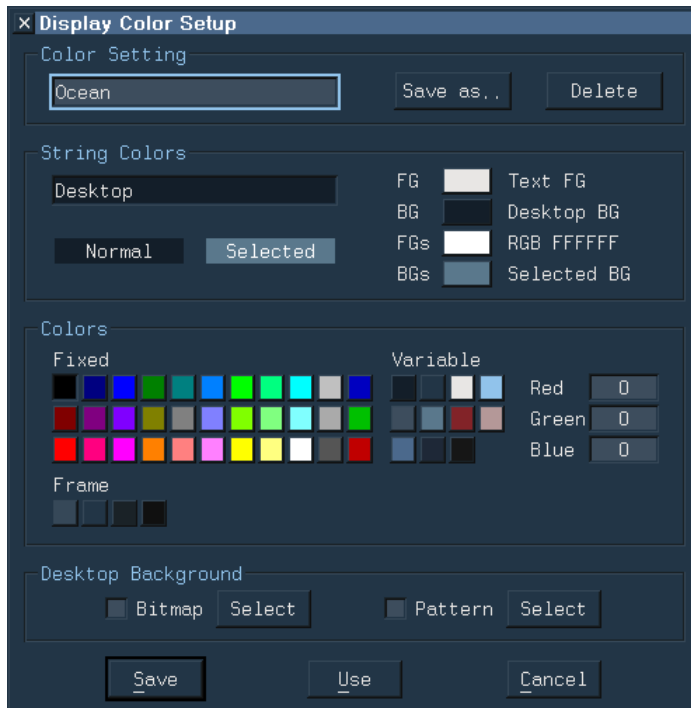 Display Color Setup
Color Setting
Ocean Save as.. Delete
String Colors
Desktop
Normal Selected
FG Text FG
BG Desktop BG
FGs RGB FFFFFF
BGs Selected BG
Colors
Fixed Variable
Red 0
Green 0
Blue 0
Frame
Desktop Background
Bitmap Select Pattern Select
Save Use Cancel